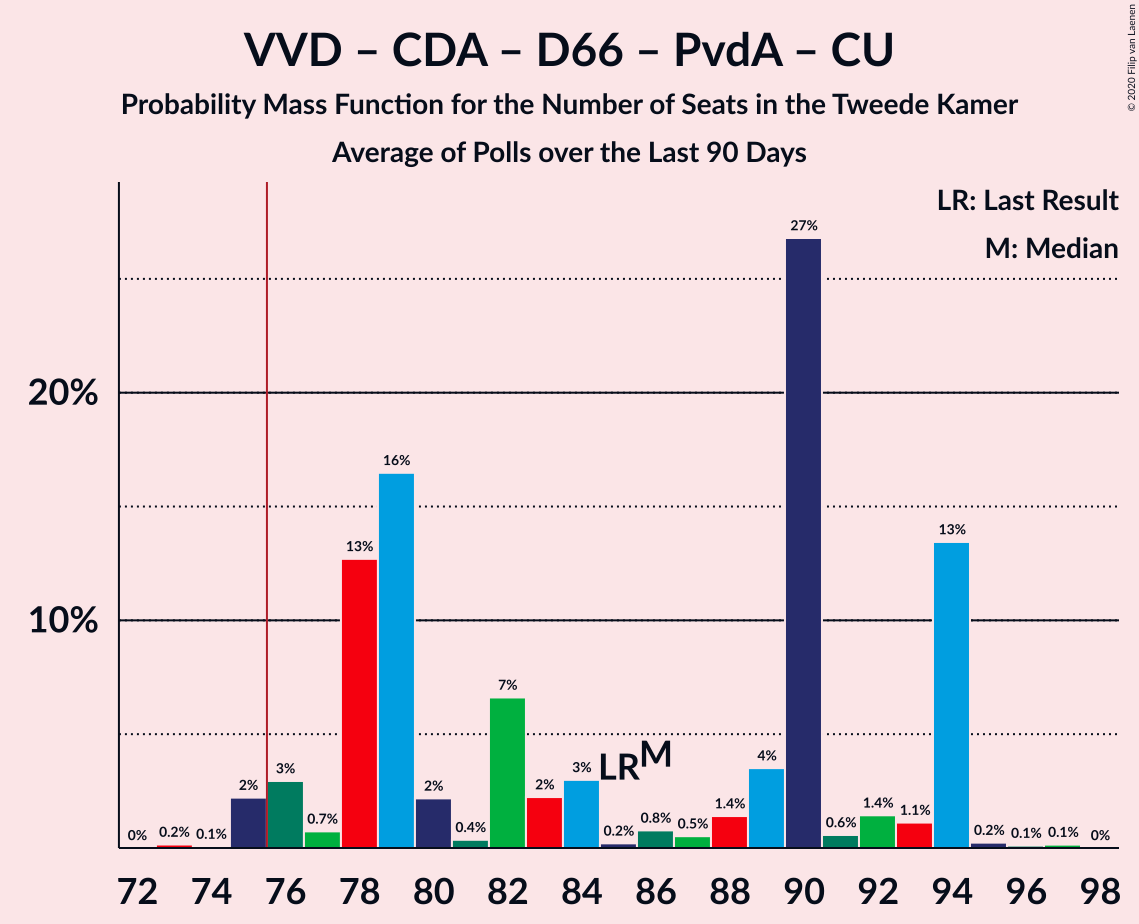 VVD – CDA – D66 – PvdA – CU
Probability Mass Function for the Number of Seats in the Tweede Kamer
Average of Polls over the Last 90 Days
© 2020 Filip van Laenen
LR: Last Result
M: Median
20%
10%
0% 0.2% 0.1% 2% 3% 0.7% 13% 16% 2% 0.4% 7% 2% 3% 0.2% 0.8% 0.5% 1.4% 4% 27% 0.6% 1.4% 1.1% 13% 0.2% 0.1% 0.1% 0%
LR M
72 74 76 78 80 82 84 86 88 90 92 94 96 98